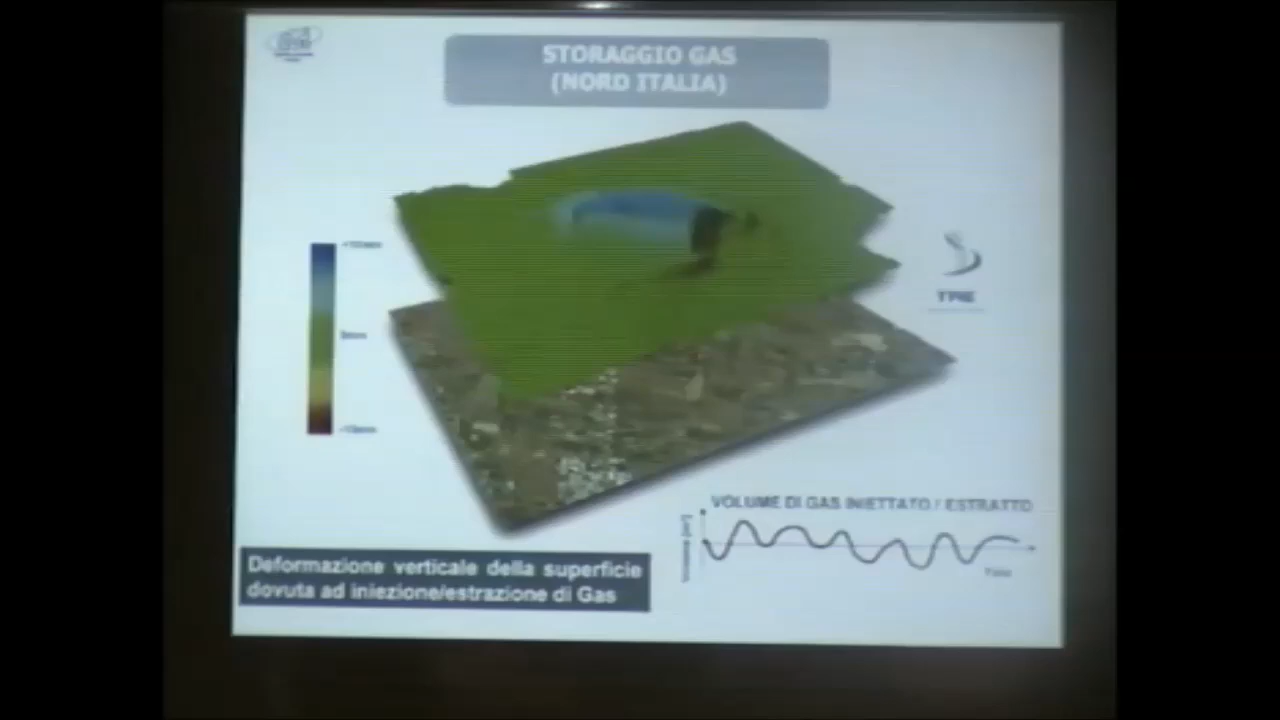 STORAGGIO GAS
(NORD ITALIA)
TRE
VOLUME DI GAS INIETTATO / ESTRATTO
Deformazione verticale della superficie
dovuta ad iniezione/estrazione di Gas